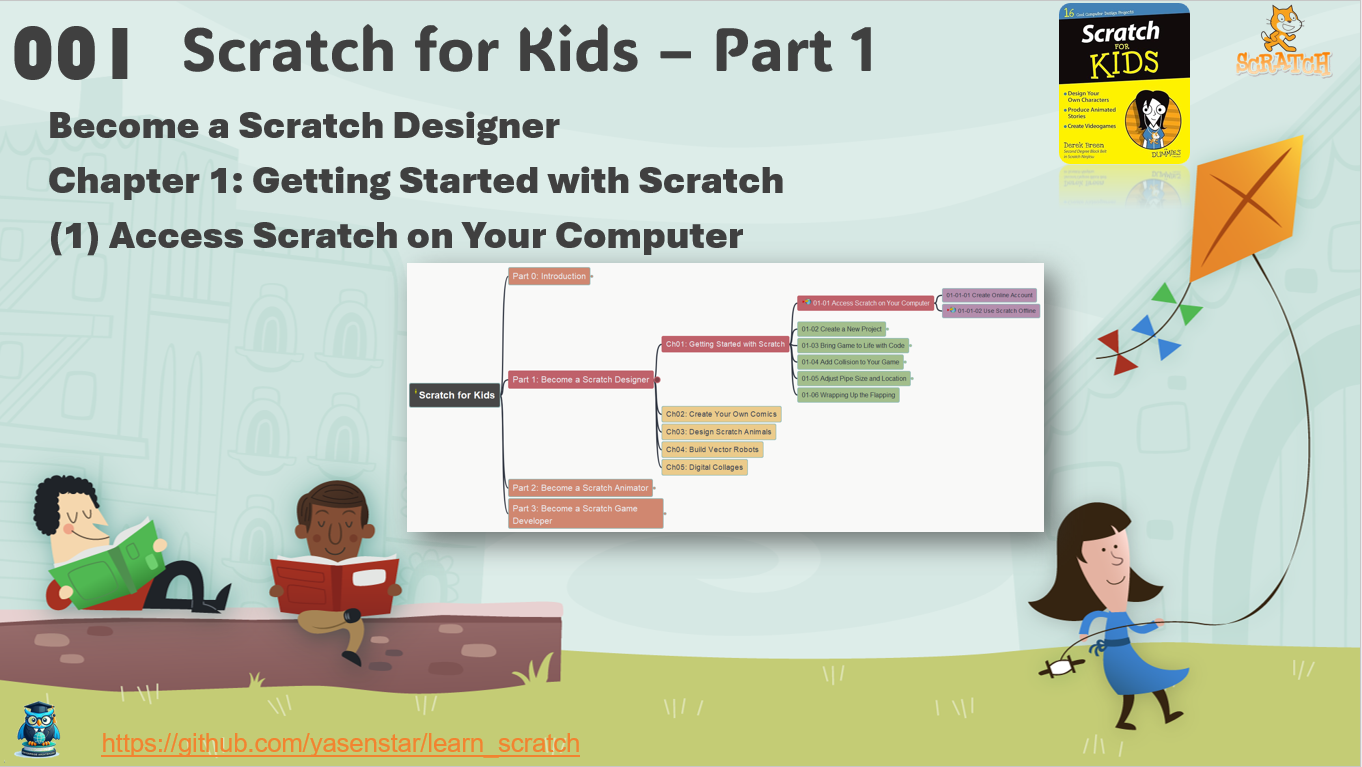 001 Scratch for Kids – Part 1
Become a Scratch Designer
Chapter 1: Getting Started with Scratch
(1) Access Scratch on Your Computer
16 Cool Computer Design Projects
Scratch
FOR
KIDS
Design Your
Own Characters
Produce Animated
Stories
Create Videogames
Derek Breen
DUMMIES
SCRATCH
Scratch for Kids
Part 0: Introduction
Part 1: Become a Scratch Designer
Ch01: Getting Started with Scratch
01-01 Access Scratch on Your Computer
01-01-01 Create Online Account
01-01-02 Use Scratch Offline
01-02 Create a New Project
01-03 Bring Game to Life with Code
01-04 Add Collision to Your Game
01-05 Adjust Pipe Size and Location
01-06 Wrapping Up the Flapping
Ch02: Create Your Own Comics
Ch03: Design Scratch Animals
Ch04: Build Vector Robots
Ch05: Digital Collages
Part 2: Become a Scratch Animator
Part 3: Become a Scratch Game
Developer
https://github.com/yasenstar/learn_scratch